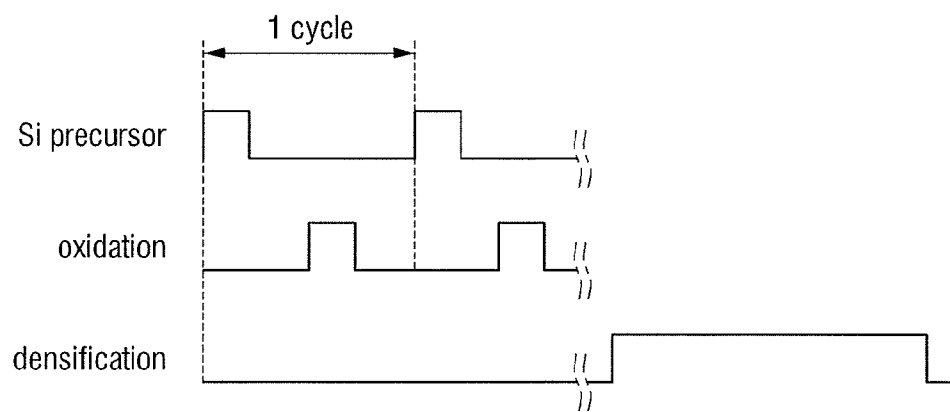 1 cycle
Si precursor
oxidation
densification